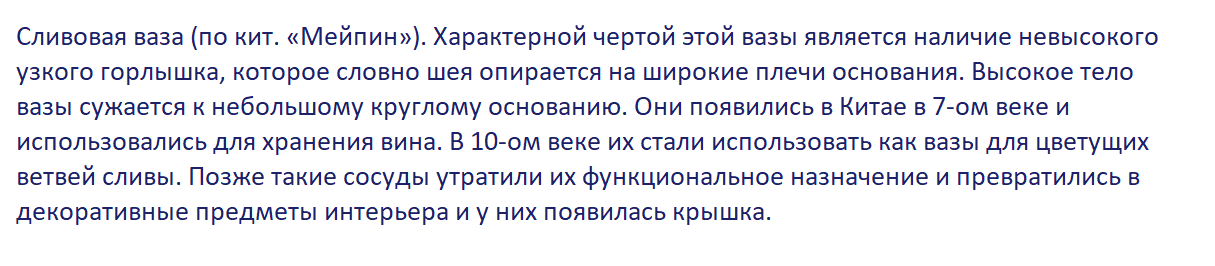 Сливовая ваза (по кит. «Мейпин»). Характерной чертой этой вазы является наличие невысокого
узкого горлышка, которое словно шея опирается на широкие плечи основания. Высокое тело
вазы сужается к небольшому круглому основанию. Они появились в Китае в 7-ом веке и
использовались для хранения вина. В 10-ом веке их стали использовать как вазы для цветущих
ветвей сливы. Позже такие сосуды утратили их функциональное назначение и превратились в
декоративные предметы интерьера и у них появилась крышка.